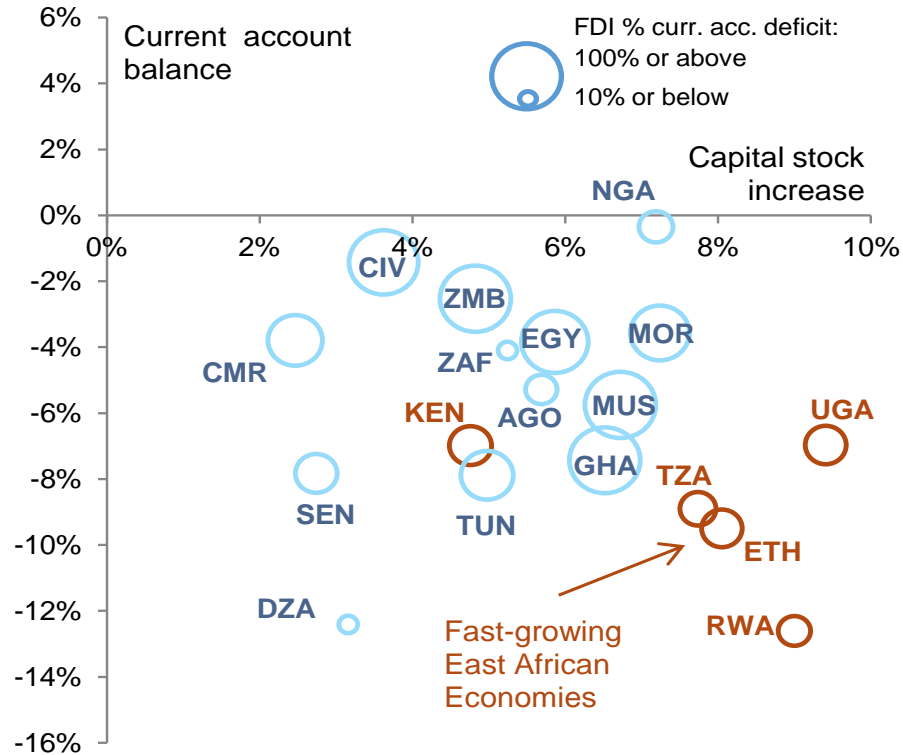 6%
Current account
balance
FDI % curr. acc. deficit:
100% or above
10% or below
4%
2%
Capital stock
increase
NGA
0%
0%
2%
4%
6%
8%
10%
CIV
-2%
ZMB
EGY
MOR
-4%
ZAF
CMR
KEN
AGO
MUS
UGA
-6%
GHA
TZA
-8%
SEN
TUN
-10%
ETH
DZA
-12%
Fast-growing
East African
Economies
RWA
-14%
-16%